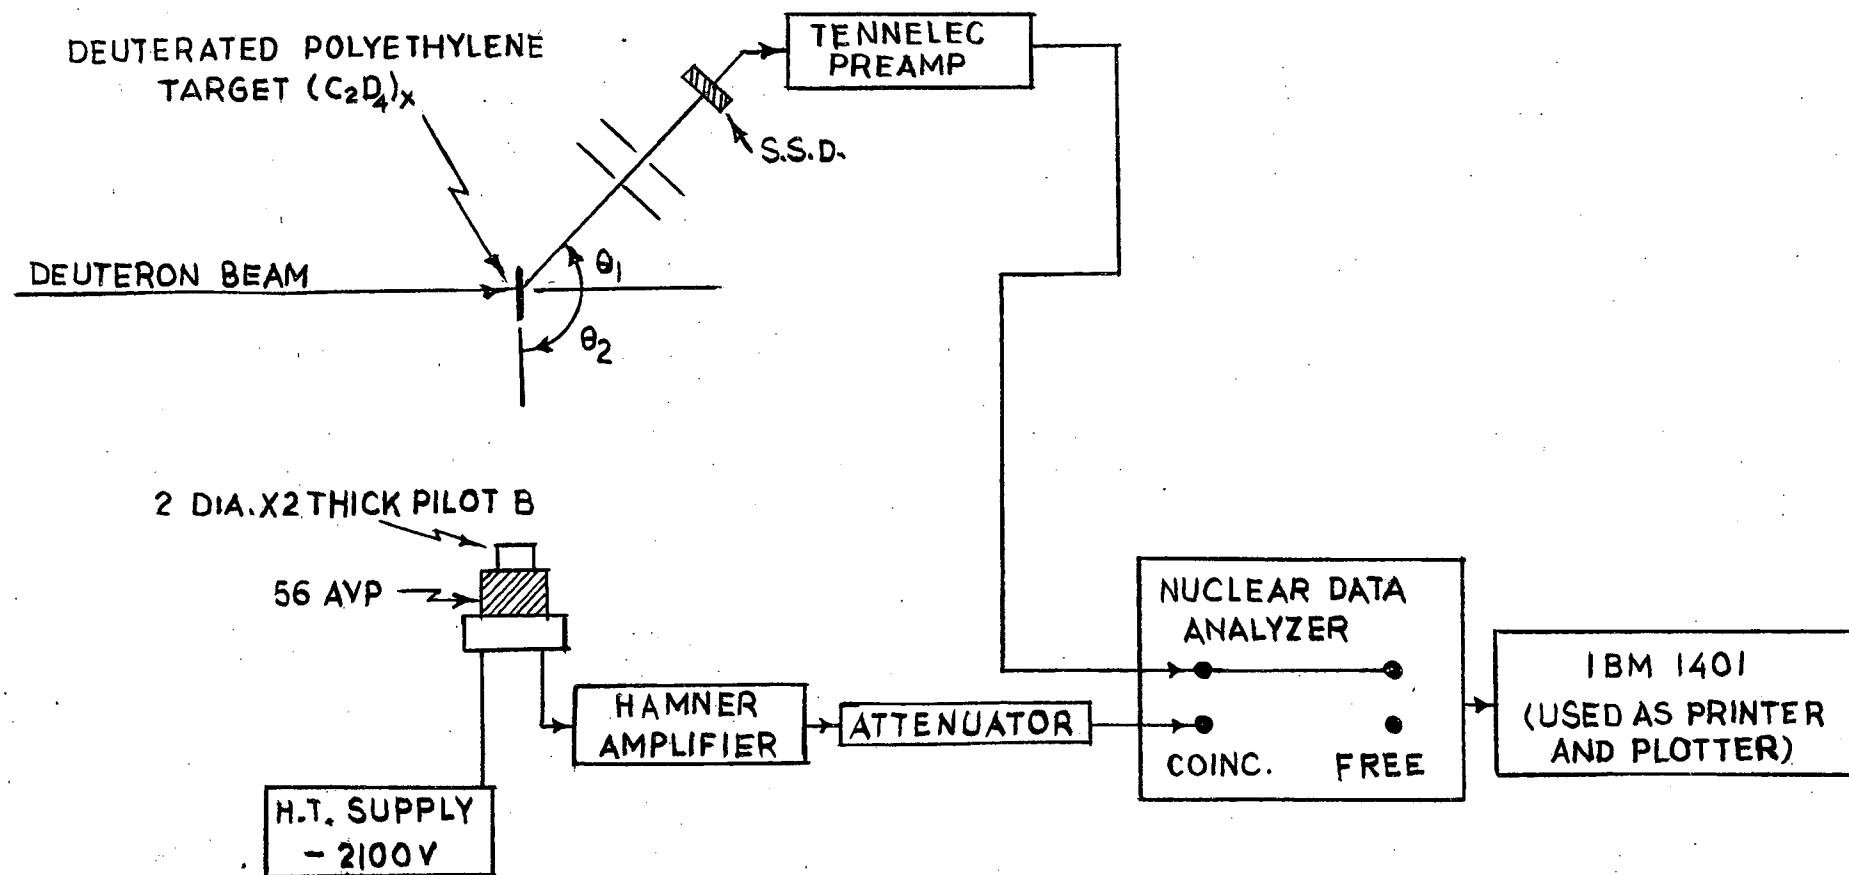 DEUTERATED POLYETHYLENE
TARGET (C₂D₄)ₓ
TENNELEC
PREAMP
S.S.D.
DEUTERON BEAM
θ₁
θ₂
2 DIA.X2 THICK PILOT B
56 AVP
HAMNER
AMPLIFIER
ATTENUATOR
H.T. SUPPLY
- 2100V
NUCLEAR DATA
ANALYZER
COINC. FREE
IBM 1401
(USED AS PRINTER
AND PLOTTER)